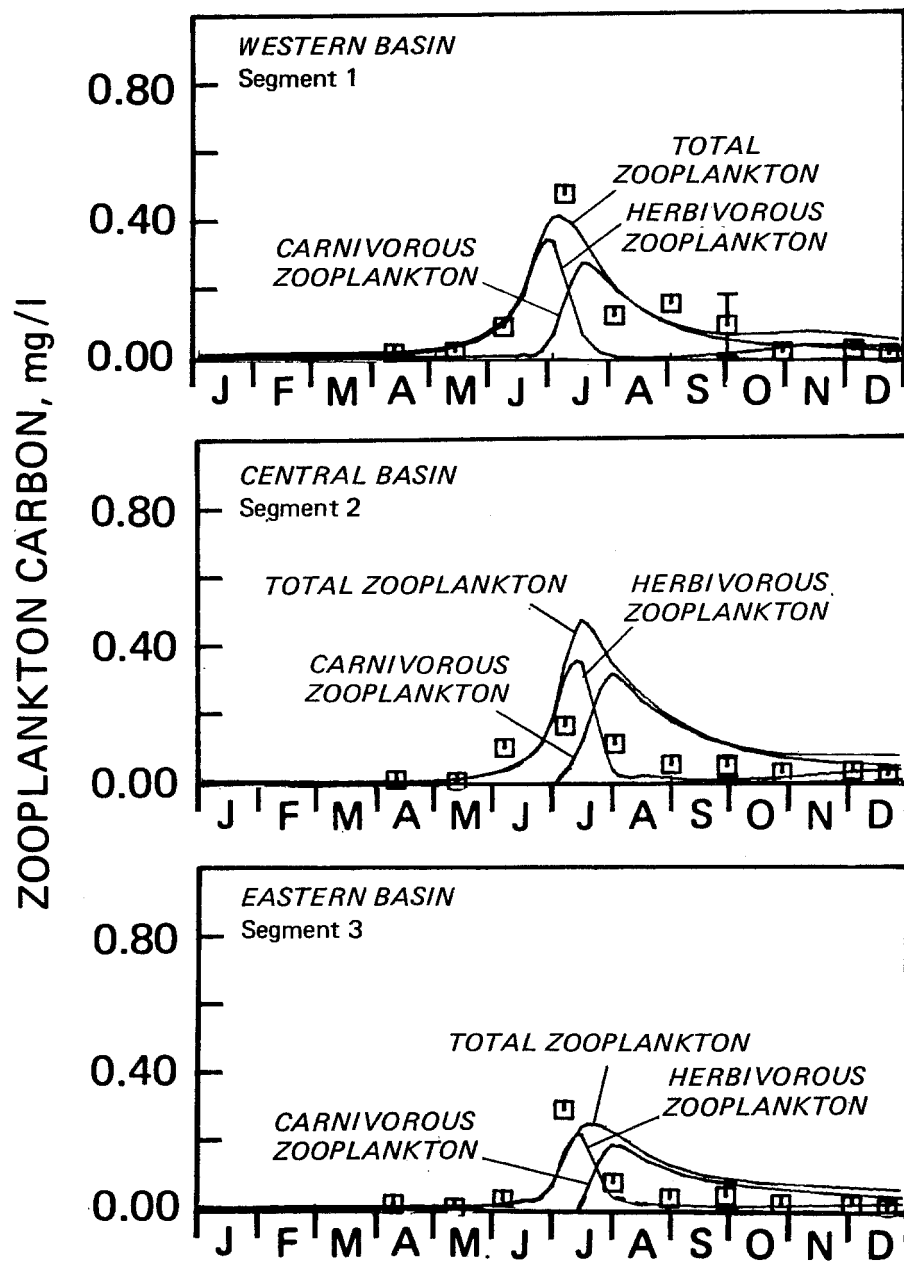 ZOOPLANKTON CARBON, mg/l
WESTERN BASIN
Segment 1
0.80
0.40
0.00
TOTAL
ZOOPLANKTON
HERBIVOROUS
ZOOPLANKTON
CARNIVOROUS
ZOOPLANKTON
J F M A M J J A S O N D
CENTRAL BASIN
Segment 2
0.80
0.40
0.00
TOTAL ZOOPLANKTON
HERBIVOROUS
ZOOPLANKTON
CARNIVOROUS
ZOOPLANKTON
J F M A M J J A S O N D
EASTERN BASIN
Segment 3
0.80
0.40
0.00
TOTAL ZOOPLANKTON
HERBIVOROUS
ZOOPLANKTON
CARNIVOROUS
ZOOPLANKTON
J F M A M J J A S O N D